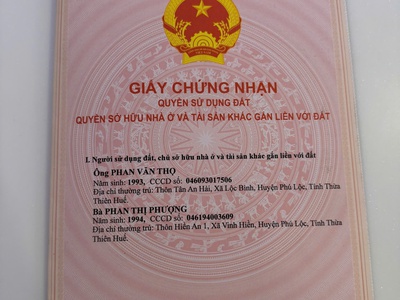 GIẤY CHỨNG NHẬN
QUYỀN SỬ DỤNG ĐẤT
QUYỀN SỞ HỮU NHÀ Ở VÀ TÀI SẢN KHÁC GẮN LIỀN VỚI ĐẤT
I. Người sử dụng đất, chủ sở hữu nhà ở và tài sản khác gắn liền với đất
Ông PHAN VĂN THỌ
Năm sinh: 1993, CCCD số: 046093017506
Địa chỉ thường trú: Thôn Tân An Hải, Xã Lộc Bình, Huyện Phú Lộc, Tỉnh Thừa
Thiên Huế.
Bà PHAN THỊ PHƯỢNG
Năm sinh: 1994, CCCD số: 046194003609
Địa chỉ thường trú: Thôn Hiền An 1, Xã Vinh Hiền, Huyện Phú Lộc, Tỉnh Thừa
Thiên Huế.